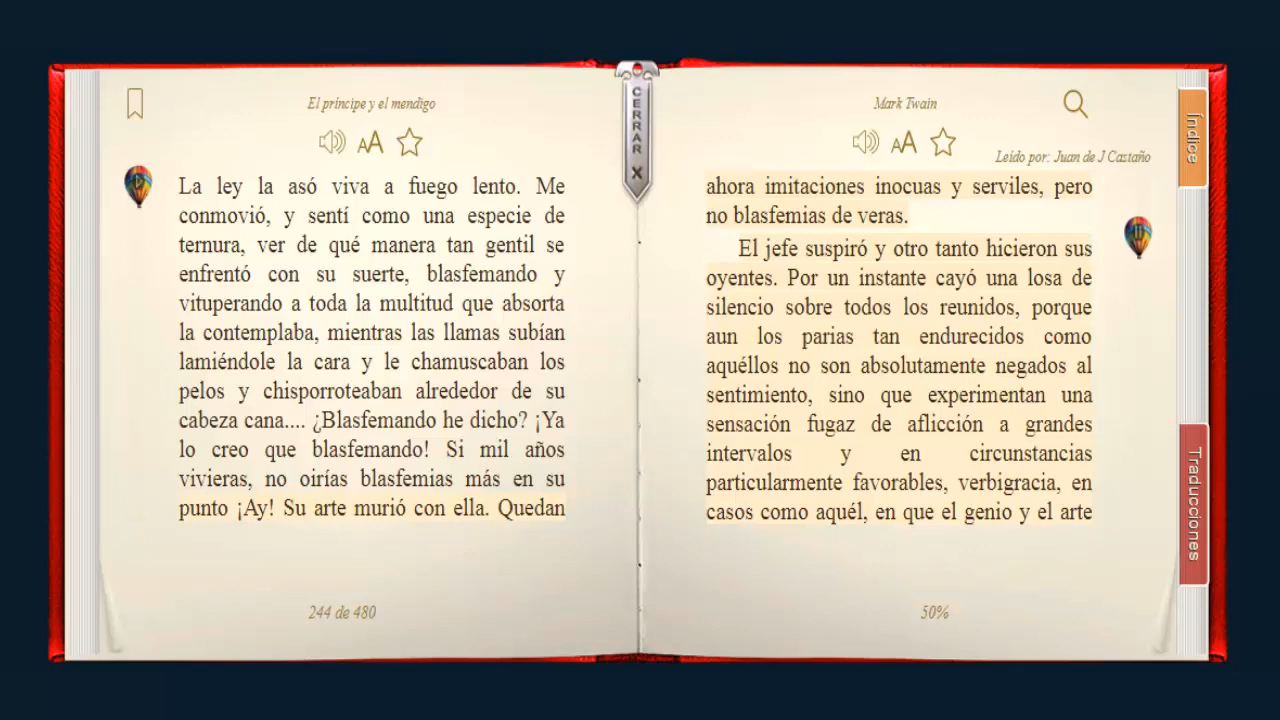 El príncipe y el mendigo
La ley la asó viva a fuego lento. Me
conmovió, y sentí como una especie de
ternura, ver de qué manera tan gentil se
enfrentó con su suerte, blasfemando y
vituperando a toda la multitud que absorta
la contemplaba, mientras las llamas subían
lamiéndole la cara y le chamuscaban los
pelos y chisporroteaban alrededor de su
cabeza cana.... ¿Blasfemando he dicho? ¡Ya
lo creo que blasfemando! Si mil años
vivieras, no oirías blasfemias más en su
punto ¡Ay! Su arte murió con ella. Quedan
244 de 480
CERRAR X
Mark Twain
AA
AA
Leído por: Juan de J Castaño
ahora imitaciones inocuas y serviles, pero
no blasfemias de veras.
El jefe suspiró y otro tanto hicieron sus
oyentes. Por un instante cayó una losa de
silencio sobre todos los reunidos, porque
aun los parias tan endurecidos como
aquéllos no son absolutamente negados al
sentimiento, sino que experimentan una
sensación fugaz de aflicción a grandes
intervalos y en circunstancias
particularmente favorables, verbigracia, en
casos como aquél, en que el genio y el arte
50%
Índice
Traducciones